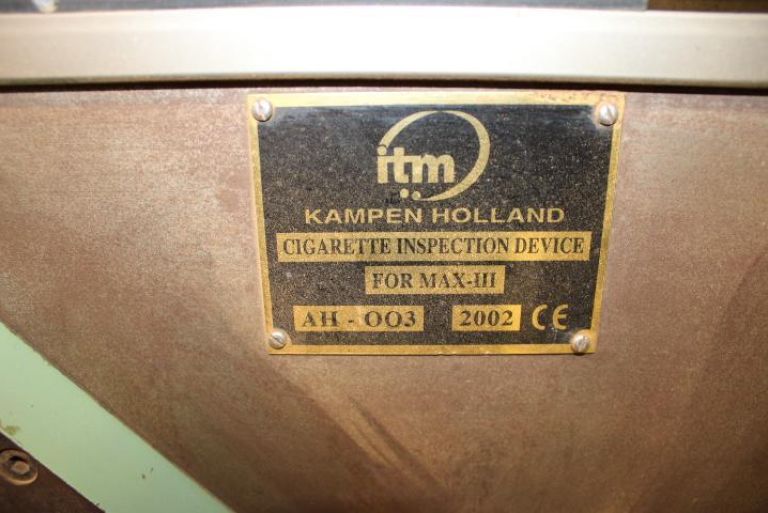 itm
KAMPEN HOLLAND
CIGARETTE INSPECTION DEVICE
FOR MAX-III
AH - OO3 2002 CE